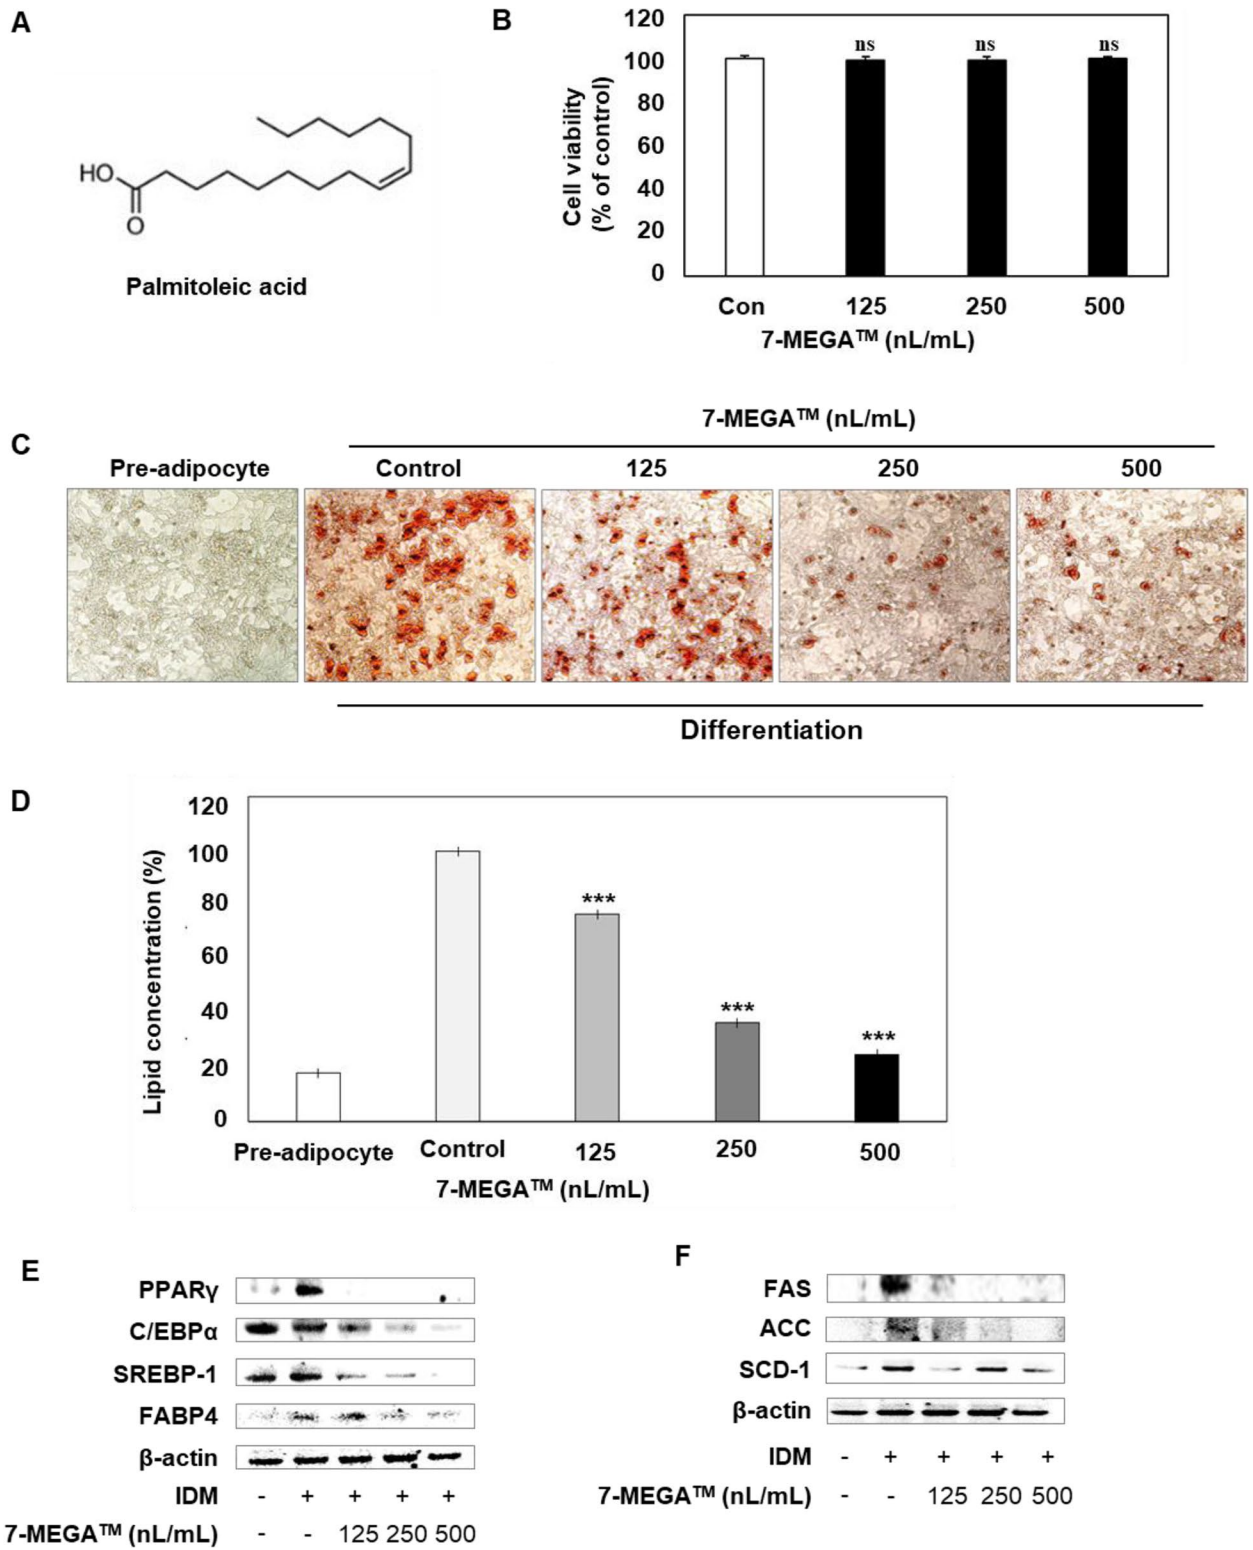 A
HO
O
Palmitoleic acid
B
Cell viability
(% of control)
120
100
80
60
40
20
0
ns
ns
ns
Con 125 250 500
7-MEGA™ (nL/mL)
C
7-MEGA™ (nL/mL)
Pre-adipocyte Control 125 250 500
Differentiation
D
Lipid concentration (%)
120
100
80
60
40
20
0
***
***
***
Pre-adipocyte Control 125 250 500
7-MEGA™ (nL/mL)
E
PPARγ
C/EBPα
SREBP-1
FABP4
β-actin
IDM - + + + +
7-MEGA™ (nL/mL) - - 125 250 500
F
FAS
ACC
SCD-1
β-actin
IDM - + + + +
7-MEGA™ (nL/mL) - - 125 250 500